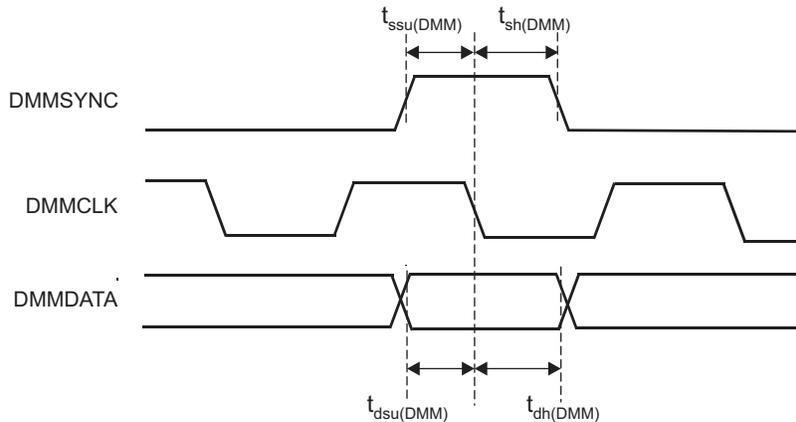 tssu(DMM) tsh(DMM)
DMMSYNC
DMMCLK
DMMDATA
tdsu(DMM) tdh(DMM)